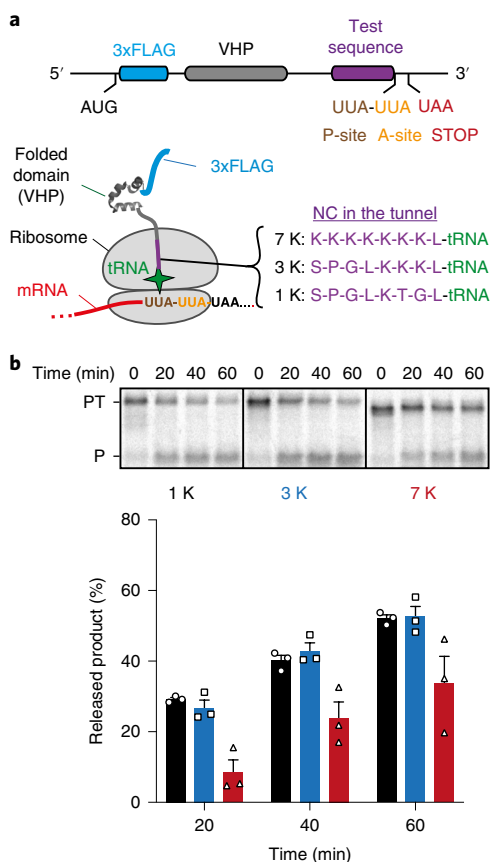 a
3xFLAG VHP Test sequence
5′ 3′
AUG UUA-UUA UAA
P-site A-site STOP
Folded domain (VHP)
3xFLAG
Ribosome
tRNA
mRNA
UUA-UUA-UAA....
NC in the tunnel
7 K: K-K-K-K-K-K-K-L-tRNA
3 K: S-P-G-L-K-K-K-L-tRNA
1 K: S-P-G-L-K-T-G-L-tRNA
b
Time (min) 0 20 40 60 0 20 40 60 0 20 40 60
PT
P
1 K 3 K 7 K
Released product (%)
80
60
40
20
0
20 40 60
Time (min)